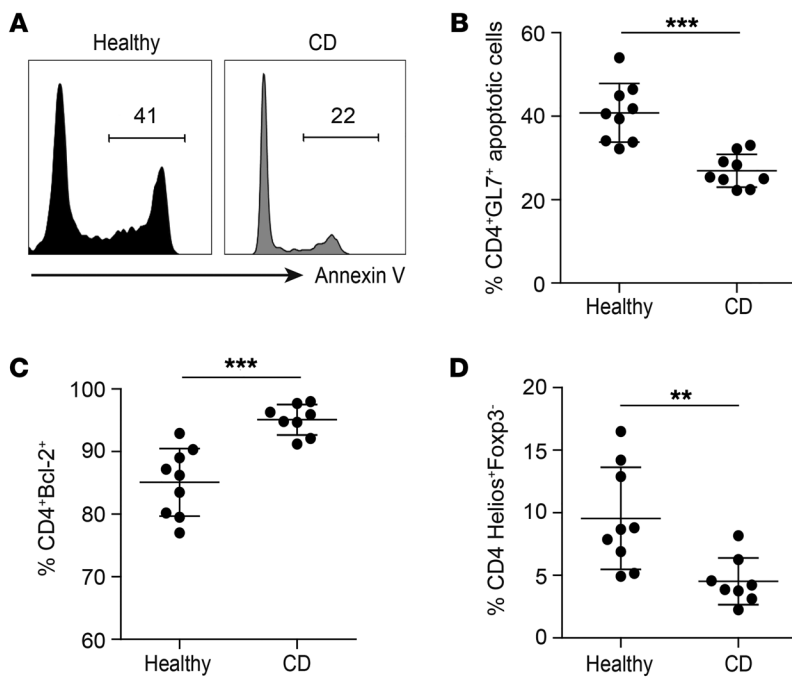 A
Healthy
CD
41
22
Annexin V
B
% CD4⁺GL7⁺ apoptotic cells
60
40
20
0
***
Healthy
CD
C
% CD4⁺Bcl-2⁺
100
90
80
70
60
***
Healthy
CD
D
% CD4 Helios⁺Foxp3⁻
20
15
10
5
0
**
Healthy
CD